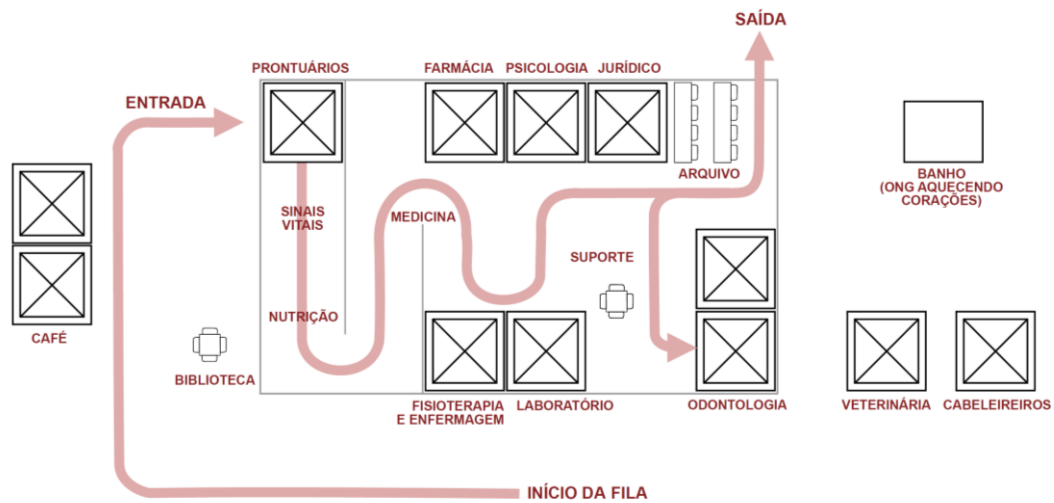 SAÍDA
PRONTUÁRIOS
FARMÁCIA
PSICOLOGIA
JURÍDICO
ENTRADA
ARQUIVO
BANHO
(ONG AQUECENDO
CORAÇÕES)
SINAIS
VITAIS
MEDICINA
SUPORTE
NUTRIÇÃO
CAFÉ
BIBLIOTECA
FISIOTERAPIA
E ENFERMAGEM
LABORATÓRIO
ODONTOLOGIA
VETERINÁRIA
CABELEIREIROS
INÍCIO DA FILA